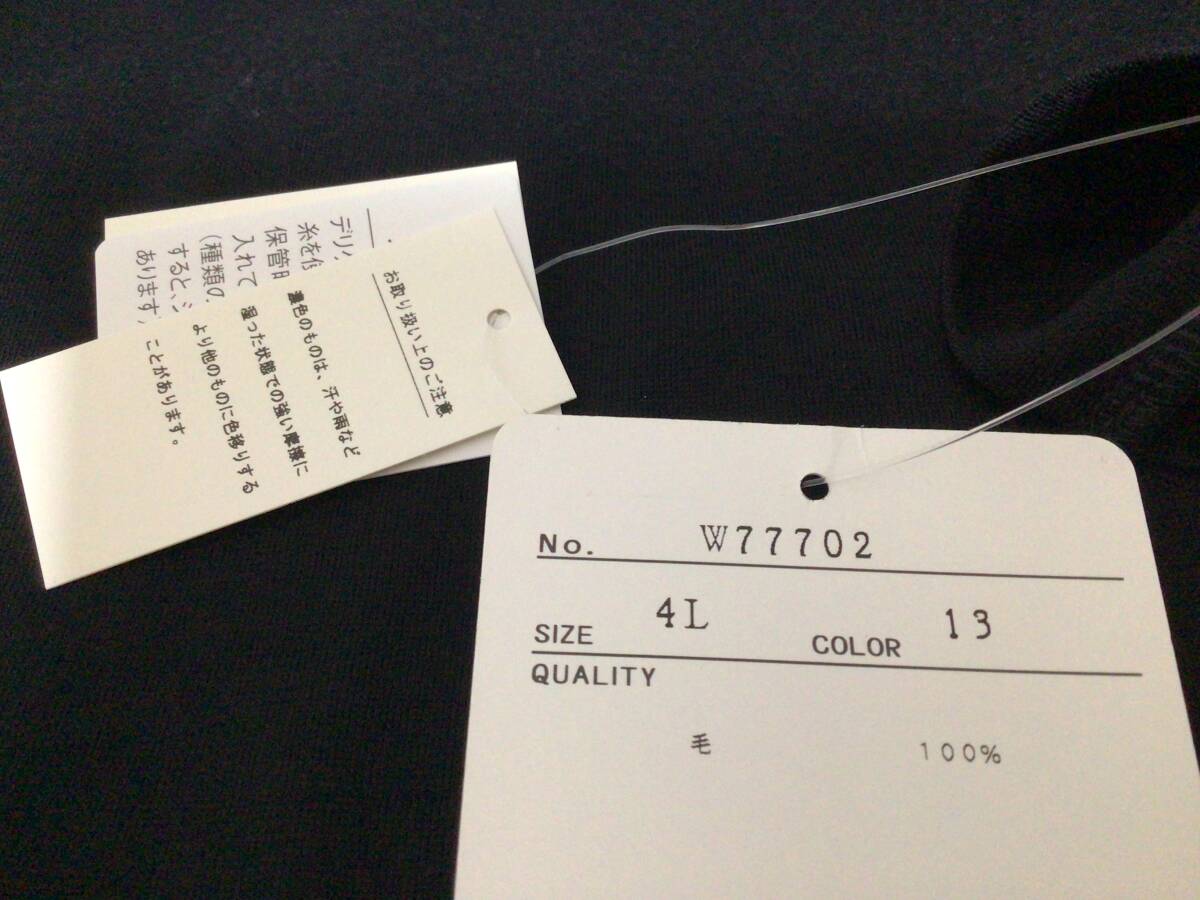 デリ
糸を使
保管時
入れて
(種類の
すると、シ
あります。
お取り扱い上のご注意
濃色のものは、汗や雨など
湿った状態での強い摩擦に
より他のものに色移りする
ことがあります。
No. W77702
SIZE 4L COLOR 13
QUALITY
毛 100%